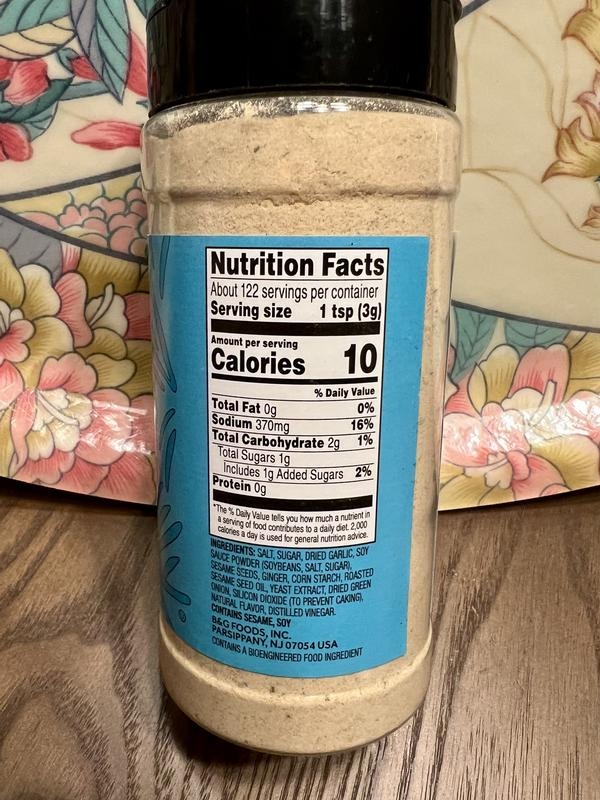 Nutrition Facts
About 122 servings per container
Serving size 1 tsp (3g)
Amount per serving
Calories 10
% Daily Value
Total Fat 0g 0%
Sodium 370mg 16%
Total Carbohydrate 2g 1%
Total Sugars 1g
Includes 1g Added Sugars 2%
Protein 0g
*The % Daily Value tells you how much a nutrient in
a serving of food contributes to a daily diet. 2,000
calories a day is used for general nutrition advice.
INGREDIENTS: SALT, SUGAR, DRIED GARLIC, SOY
SAUCE POWDER (SOYBEANS, SALT, SUGAR),
SESAME SEEDS, GINGER, CORN STARCH, ROASTED
SESAME SEED OIL, YEAST EXTRACT, DRIED GREEN
ONION, SILICON DIOXIDE (TO PREVENT CAKING),
NATURAL FLAVOR, DISTILLED VINEGAR.
CONTAINS SESAME, SOY
B&G FOODS, INC.
PARSIPPANY, NJ 07054 USA
CONTAINS A BIOENGINEERED FOOD INGREDIENT